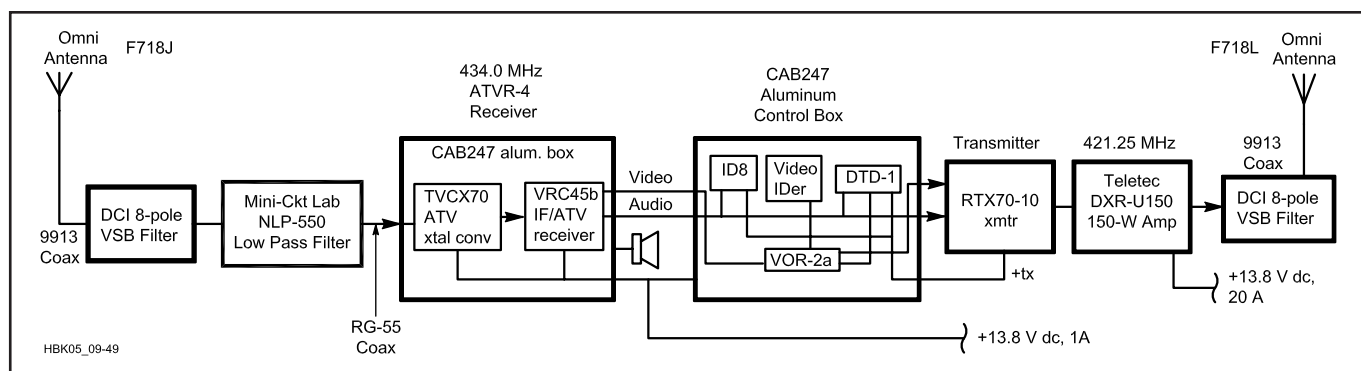 Omni
Antenna
F718J
9913
Coax
DCI 8-pole
VSB Filter
Mini-Ckt Lab
NLP-550
Low Pass Filter
RG-55
Coax
434.0 MHz
ATVR-4
Receiver
CAB247 alum. box
TVCX70
ATV
xtal conv
VRC45b
IF/ATV
receiver
Video
Audio
CAB247
Aluminum
Control Box
ID8
Video
IDer
DTD-1
VOR-2a
Transmitter
RTX70-10
xmtr
+tx
421.25 MHz
Teletec
DXR-U150
150-W Amp
9913
Coax
F718L
Omni
Antenna
DCI 8-pole
VSB Filter
+13.8 V dc,
20 A
+13.8 V dc, 1A
HBK05_09-49